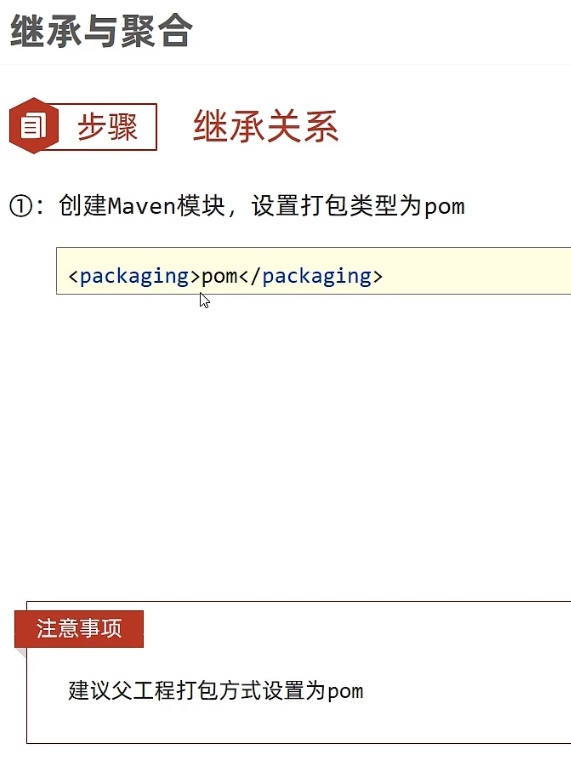 继承与聚合
步骤 继承关系
①：创建Maven模块，设置打包类型为pom
<packaging>pom</packaging>
注意事项
建议父工程打包方式设置为pom